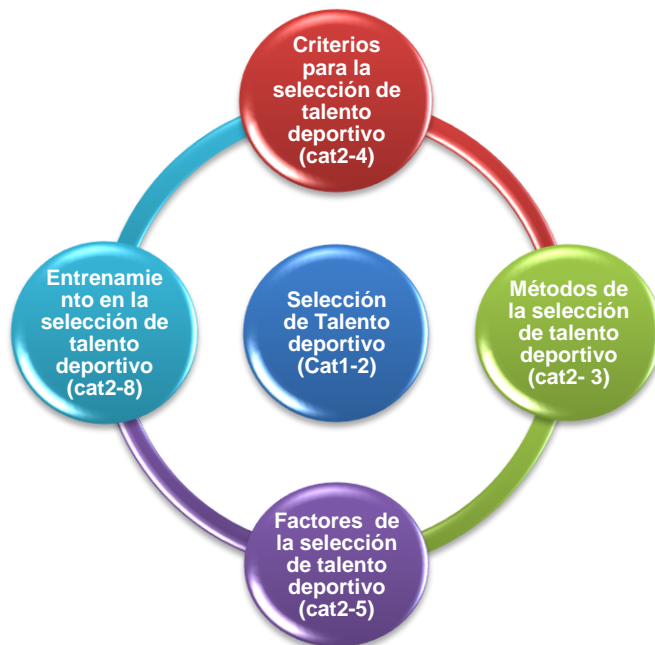 Criterios
para la
selección de
talento
deportivo
(cat2-4)
Entrenamie
nto en la
selección de
talento
deportivo
(cat2-8)
Selección
de Talento
deportivo
(Cat1-2)
Métodos de
la selección
de talento
deportivo
(cat2- 3)
Factores de
la selección
de talento
deportivo
(cat2-5)